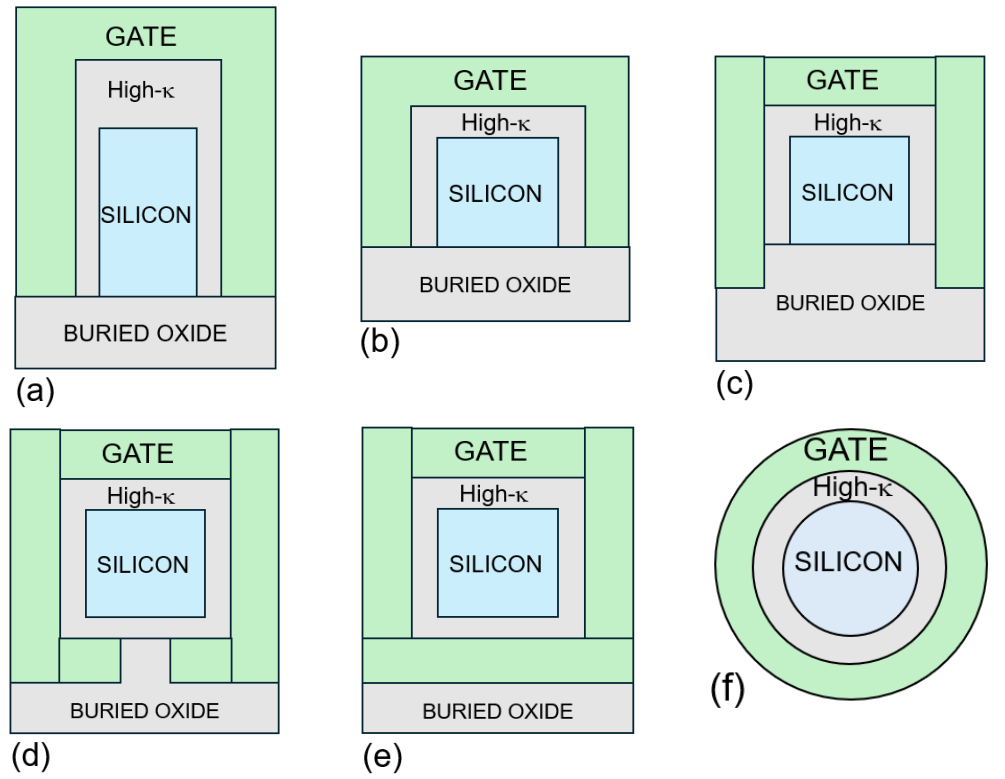 GATE
High-κ
SILICON
BURIED OXIDE
(a)
GATE
High-κ
SILICON
BURIED OXIDE
(b)
GATE
High-κ
SILICON
BURIED OXIDE
(c)
GATE
High-κ
SILICON
BURIED OXIDE
(d)
GATE
High-κ
SILICON
BURIED OXIDE
(e)
GATE
High-κ
SILICON
(f)